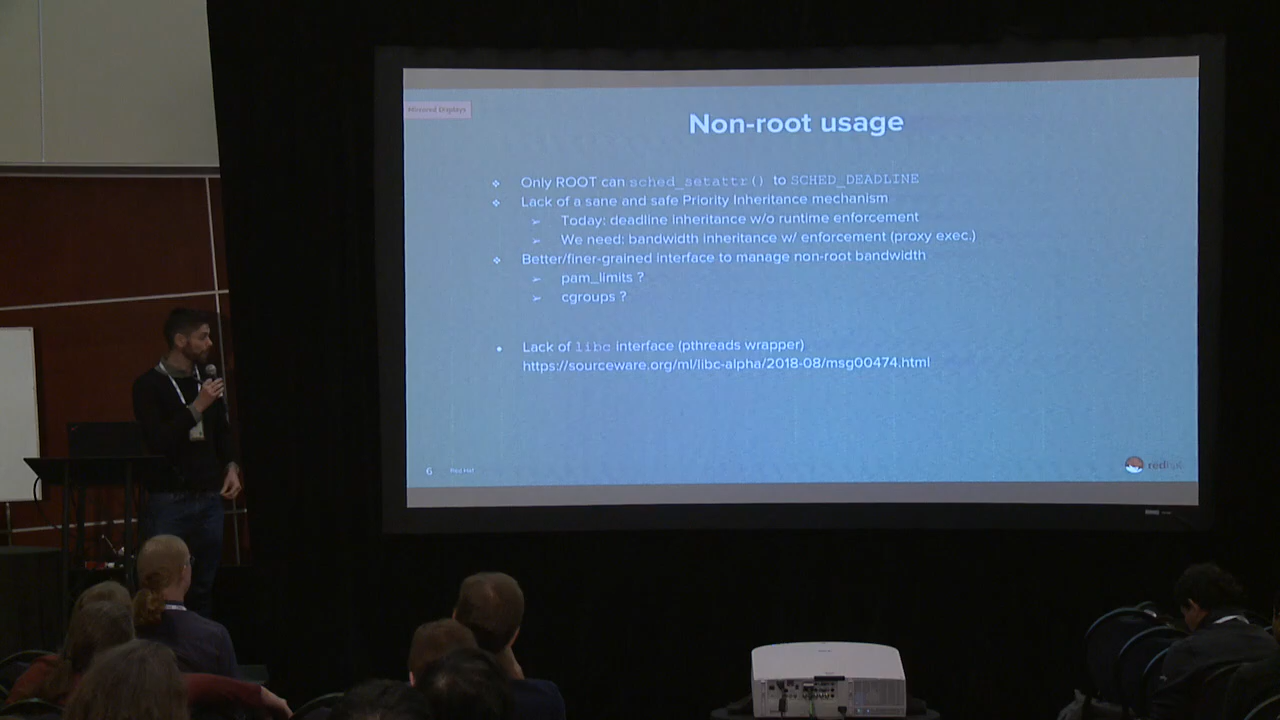 Mirrored Displays
Non-root usage
❖ Only ROOT can sched_setattr() to SCHED_DEADLINE
❖ Lack of a sane and safe Priority Inheritance mechanism
➢ Today: deadline inheritance w/o runtime enforcement
➢ We need: bandwidth inheritance w/ enforcement (proxy exec.)
❖ Better/finer-grained interface to manage non-root bandwidth
➢ pam_limits ?
➢ cgroups ?
● Lack of libc interface (pthreads wrapper)
https://sourceware.org/ml/libc-alpha/2018-08/msg00474.html
6 Red Hat
redhat